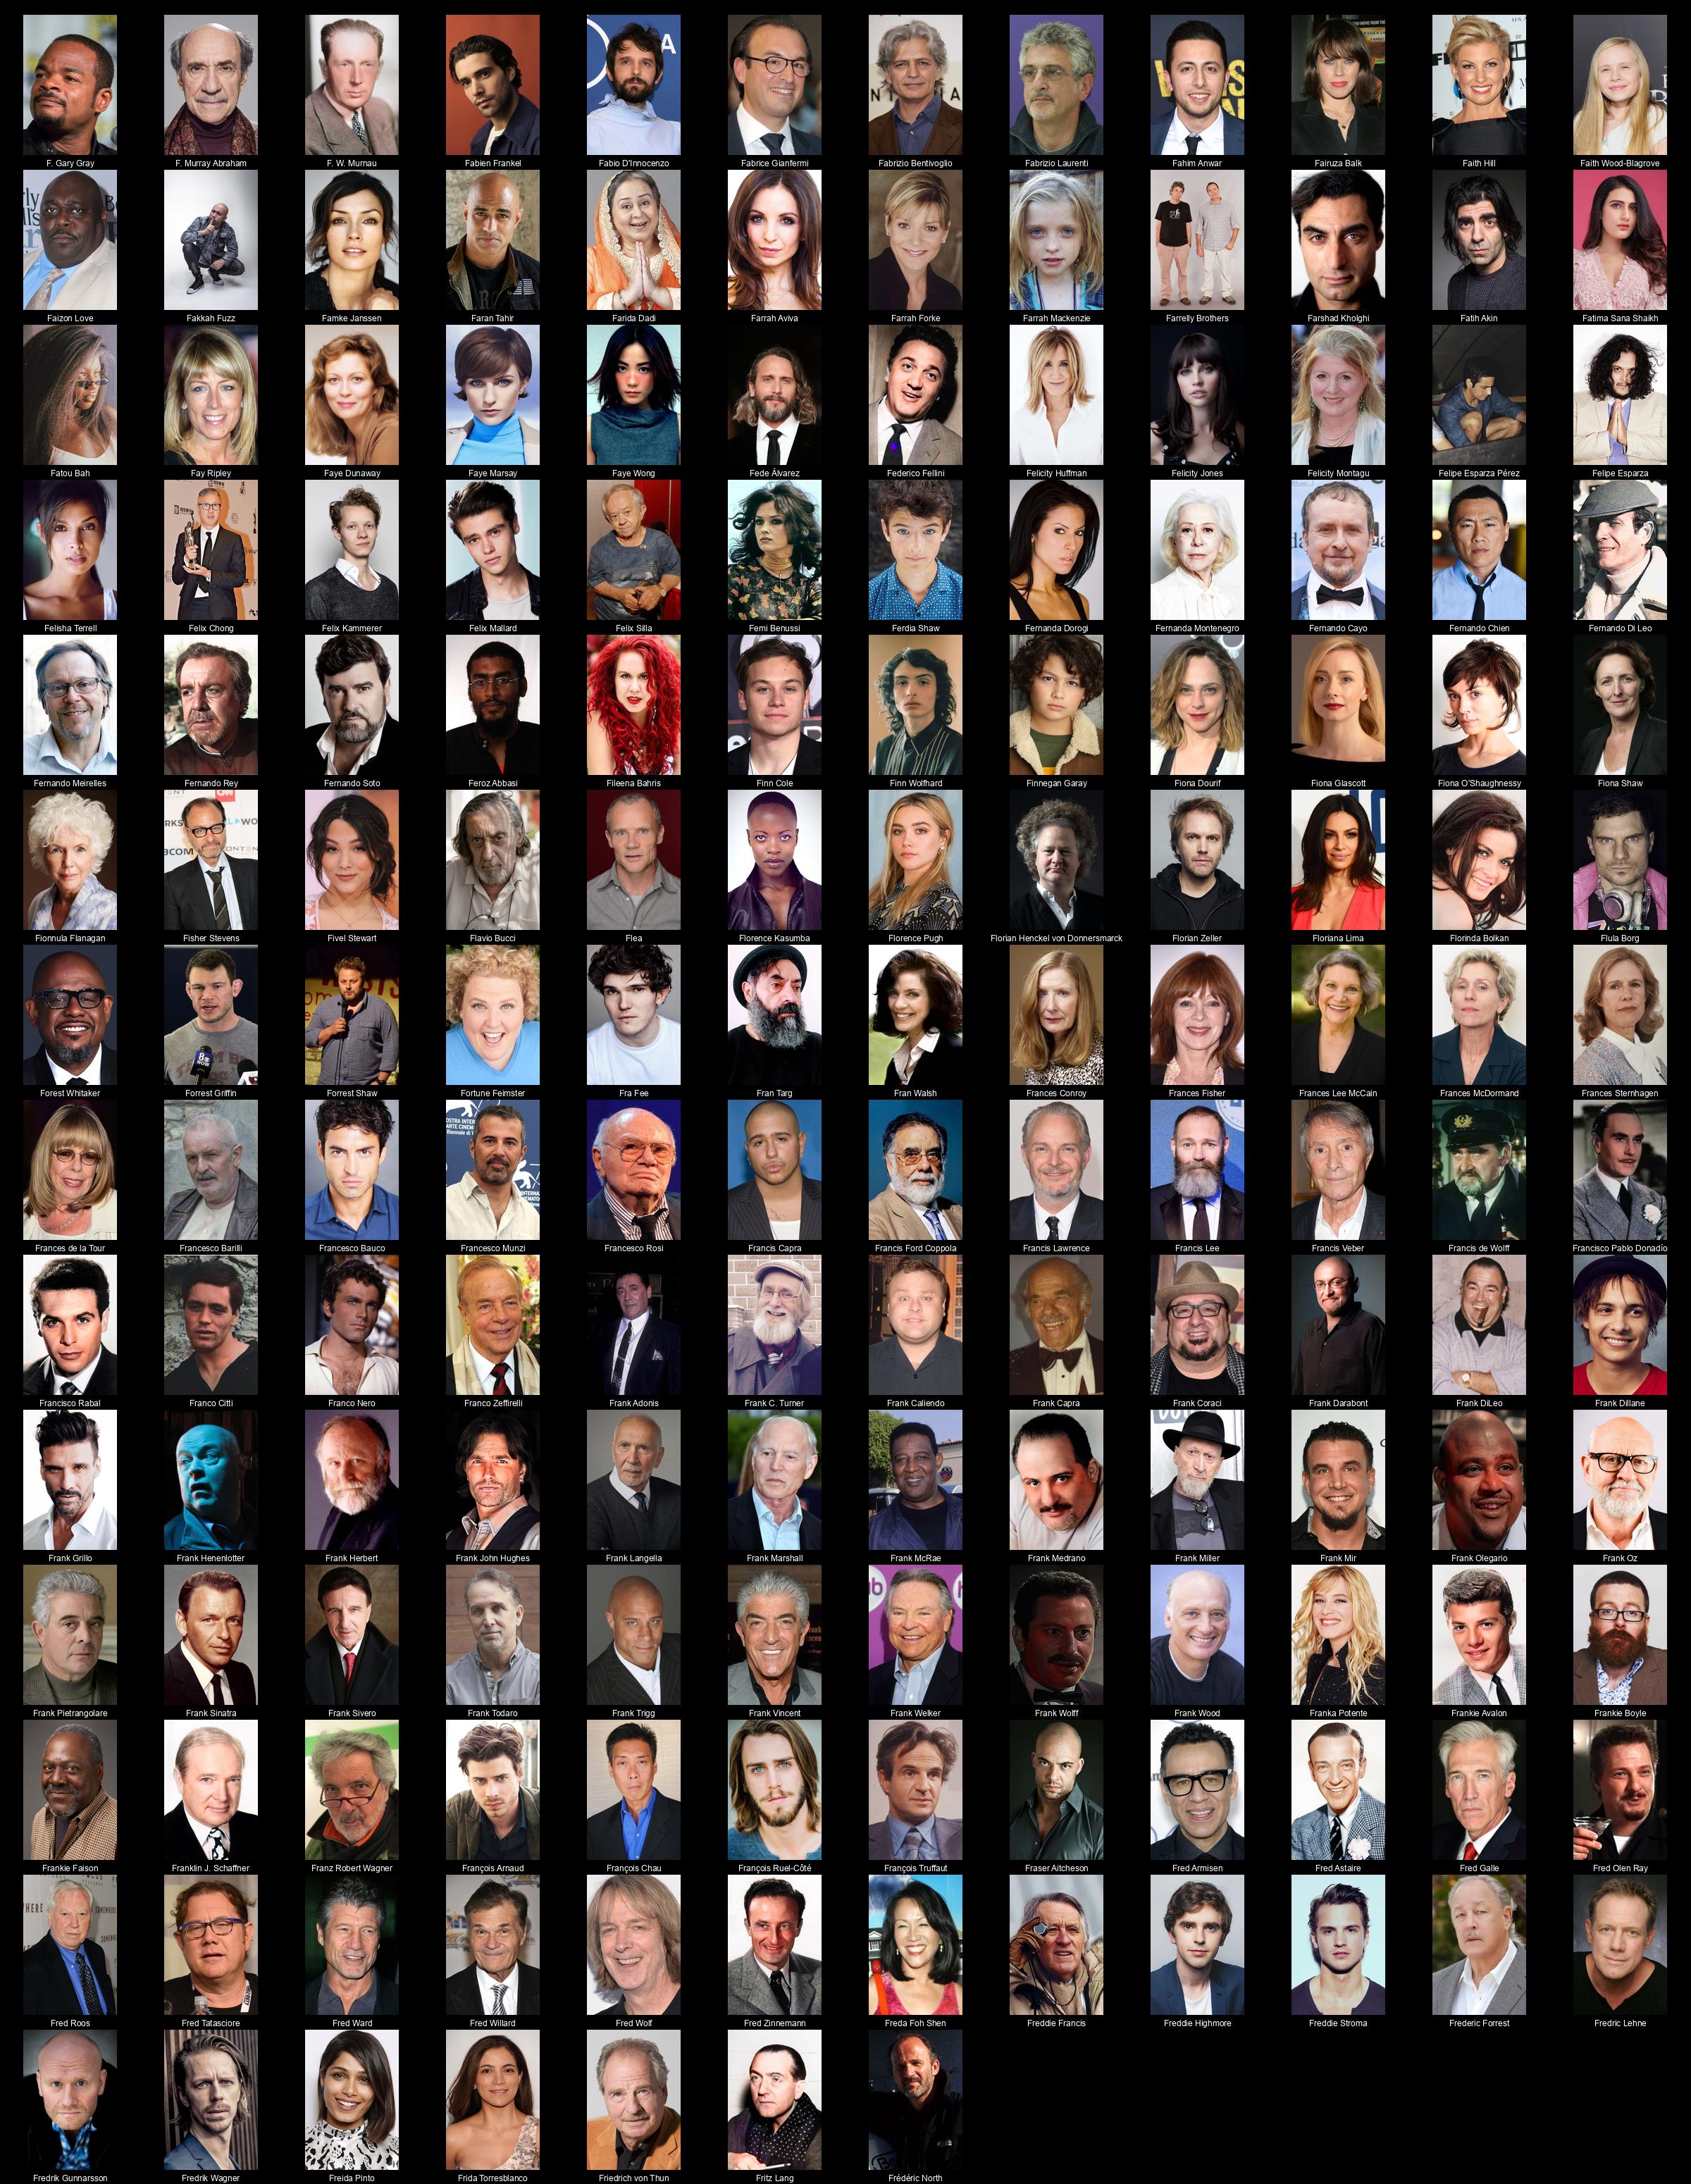 F. Gary Gray F. Murray Abraham F. W. Murnau Fabien Frankel Fabio D'Innocenzo Fabrice Gianfermi Fabrizio Bentivoglio Fabrizio Laurenti Fahim Anwar Fairuza Balk Faith Hill Faith Wood-Blagrove
Faizon Love Fakkah Fuzz Famke Janssen Faran Tahir Farida Dadi Farrah Aviva Farrah Forke Farrah Mackenzie Farrelly Brothers Farshad Kholghi Fatih Akin Fatima Sana Shaikh
Fatou Bah Fay Ripley Faye Dunaway Faye Marsay Faye Wong Fede Álvarez Federico Fellini Felicity Huffman Felicity Jones Felicity Montagu Felipe Esparza Pérez Felipe Esparza
Felisha Terrell Felix Chong Felix Kammerer Felix Mallard Felix Silla Femi Benussi Ferdia Shaw Fernanda Dorogi Fernanda Montenegro Fernando Cayo Fernando Chien Fernando Di Leo
Fernando Meirelles Fernando Rey Fernando Soto Feroz Abbasi Fileena Bahris Finn Cole Finn Wolfhard Finnegan Garay Fiona Dourif Fiona Glascott Fiona O'Shaughnessy Fiona Shaw
Fionnula Flanagan Fisher Stevens Fivel Stewart Flavio Bucci Flea Florence Kasumba Florence Pugh Florian Henckel von Donnersmarck Florian Zeller Floriana Lima Florinda Bolkan Flula Borg
Forest Whitaker Forrest Griffin Forrest Shaw Fortune Feimster Fra Fee Fran Targ Fran Walsh Frances Conroy Frances Fisher Frances Lee McCain Frances McDormand Frances Sternhagen
Frances de la Tour Francesco Barilli Francesco Bauco Francesco Munzi Francesco Rosi Francis Capra Francis Ford Coppola Francis Lawrence Francis Lee Francis Veber Francis de Wolff Francisco Pablo Donadío
Francisco Rabal Franco Citti Franco Nero Franco Zeffirelli Frank Adonis Frank C. Turner Frank Caliendo Frank Capra Frank Coraci Frank Darabont Frank DiLeo Frank Dillane
Frank Grillo Frank Henenlotter Frank Herbert Frank John Hughes Frank Langella Frank Marshall Frank McRae Frank Medrano Frank Miller Frank Mir Frank Olegario Frank Oz
Frank Pietrangolare Frank Sinatra Frank Sivero Frank Todaro Frank Trigg Frank Vincent Frank Welker Frank Wolff Frank Wood Franka Potente Frankie Avalon Frankie Boyle
Frankie Faison Franklin J. Schaffner Franz Robert Wagner François Arnaud François Chau François Ruel-Côté François Truffaut Fraser Aitcheson Fred Armisen Fred Astaire Fred Galle Fred Olen Ray
Fred Roos Fred Tatasciore Fred Ward Fred Willard Fred Wolf Fred Zinnemann Freda Foh Shen Freddie Francis Freddie Highmore Freddie Stroma Frederic Forrest Fredric Lehne
Fredrik Gunnarsson Fredrik Wagner Freida Pinto Frida Torresblanco Friedrich von Thun Fritz Lang Frédéric North